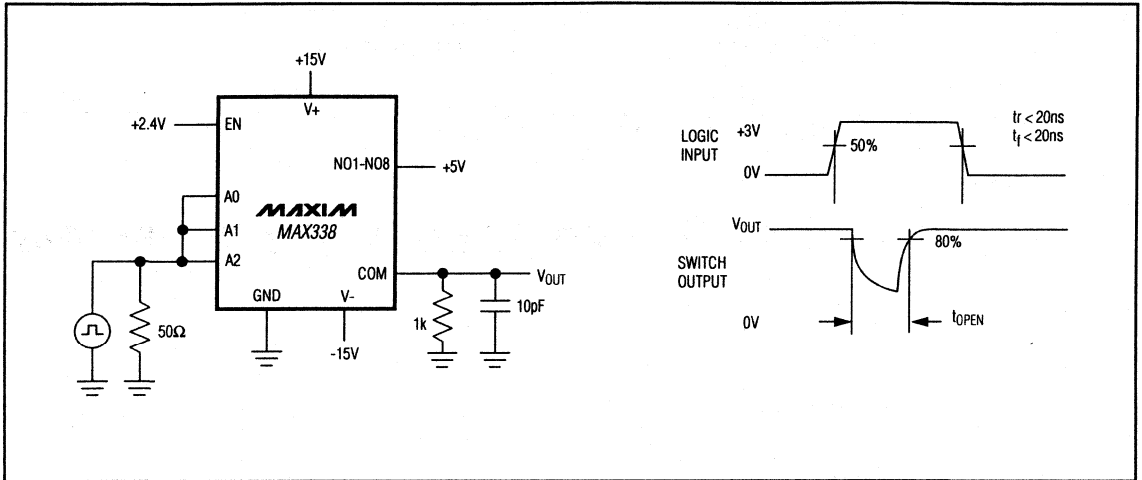 +15V
V+
+2.4V
EN
NO1-NO8
+5V
A0
A1
A2
MAXIM
MAX338
COM
VOUT
GND
V-
50Ω
1k
10pF
-15V
LOGIC
INPUT
+3V
50%
0V
tr < 20ns
tf < 20ns
VOUT
80%
SWITCH
OUTPUT
0V
tOPEN